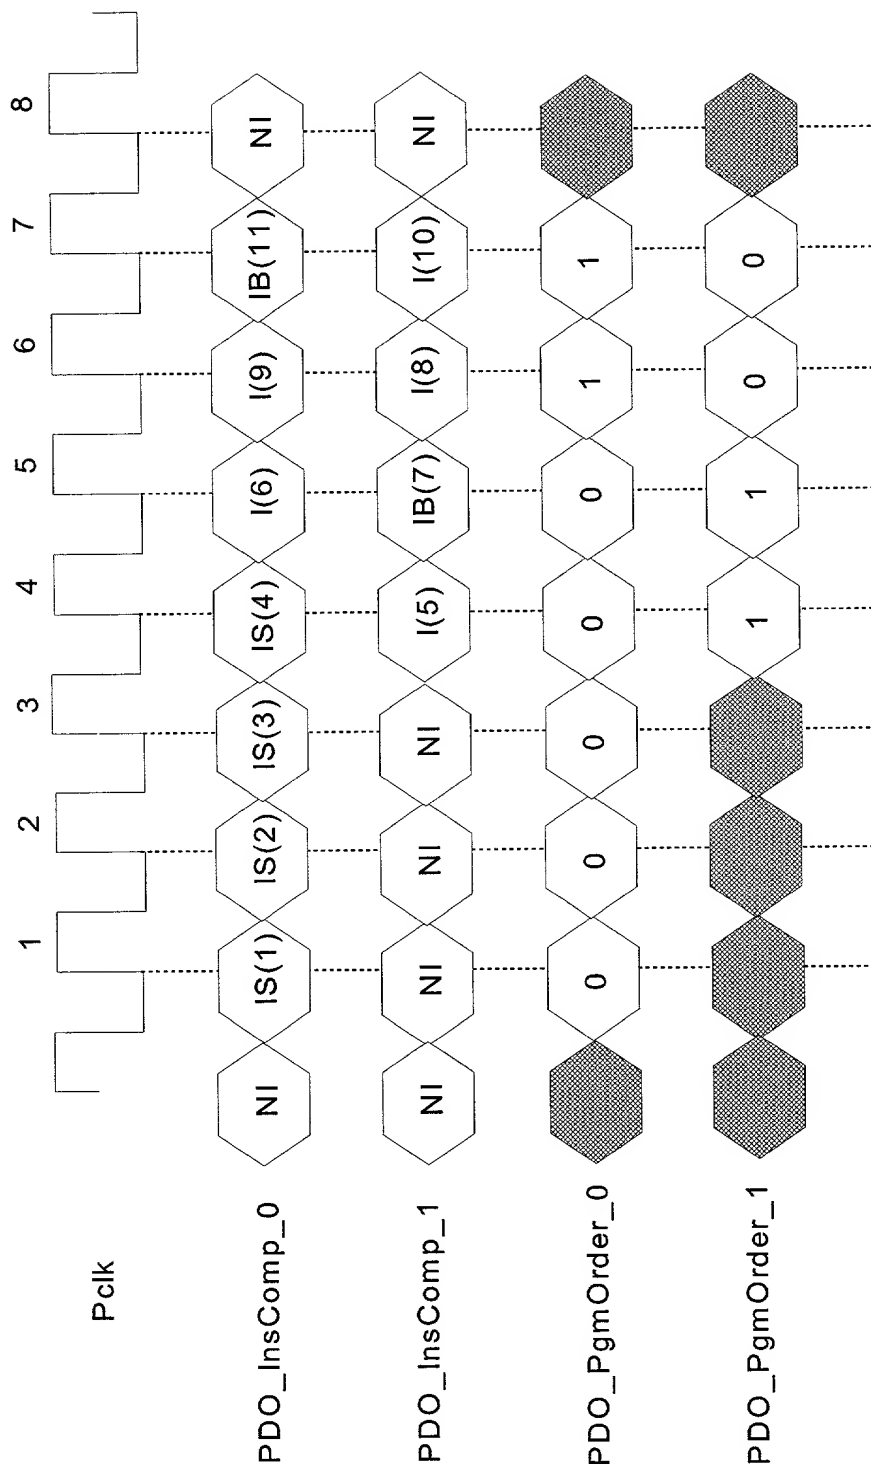 1 2 3 4 5 6 7 8
Pclk
PDO_InsComp_0 NI IS(1) IS(2) IS(3) IS(4) I(6) I(9) IB(11) NI
PDO_InsComp_1 NI NI NI NI I(5) IB(7) I(8) I(10) NI
PDO_PgmOrder_0 0 0 0 0 0 1 1
PDO_PgmOrder_1 1 1 0 0